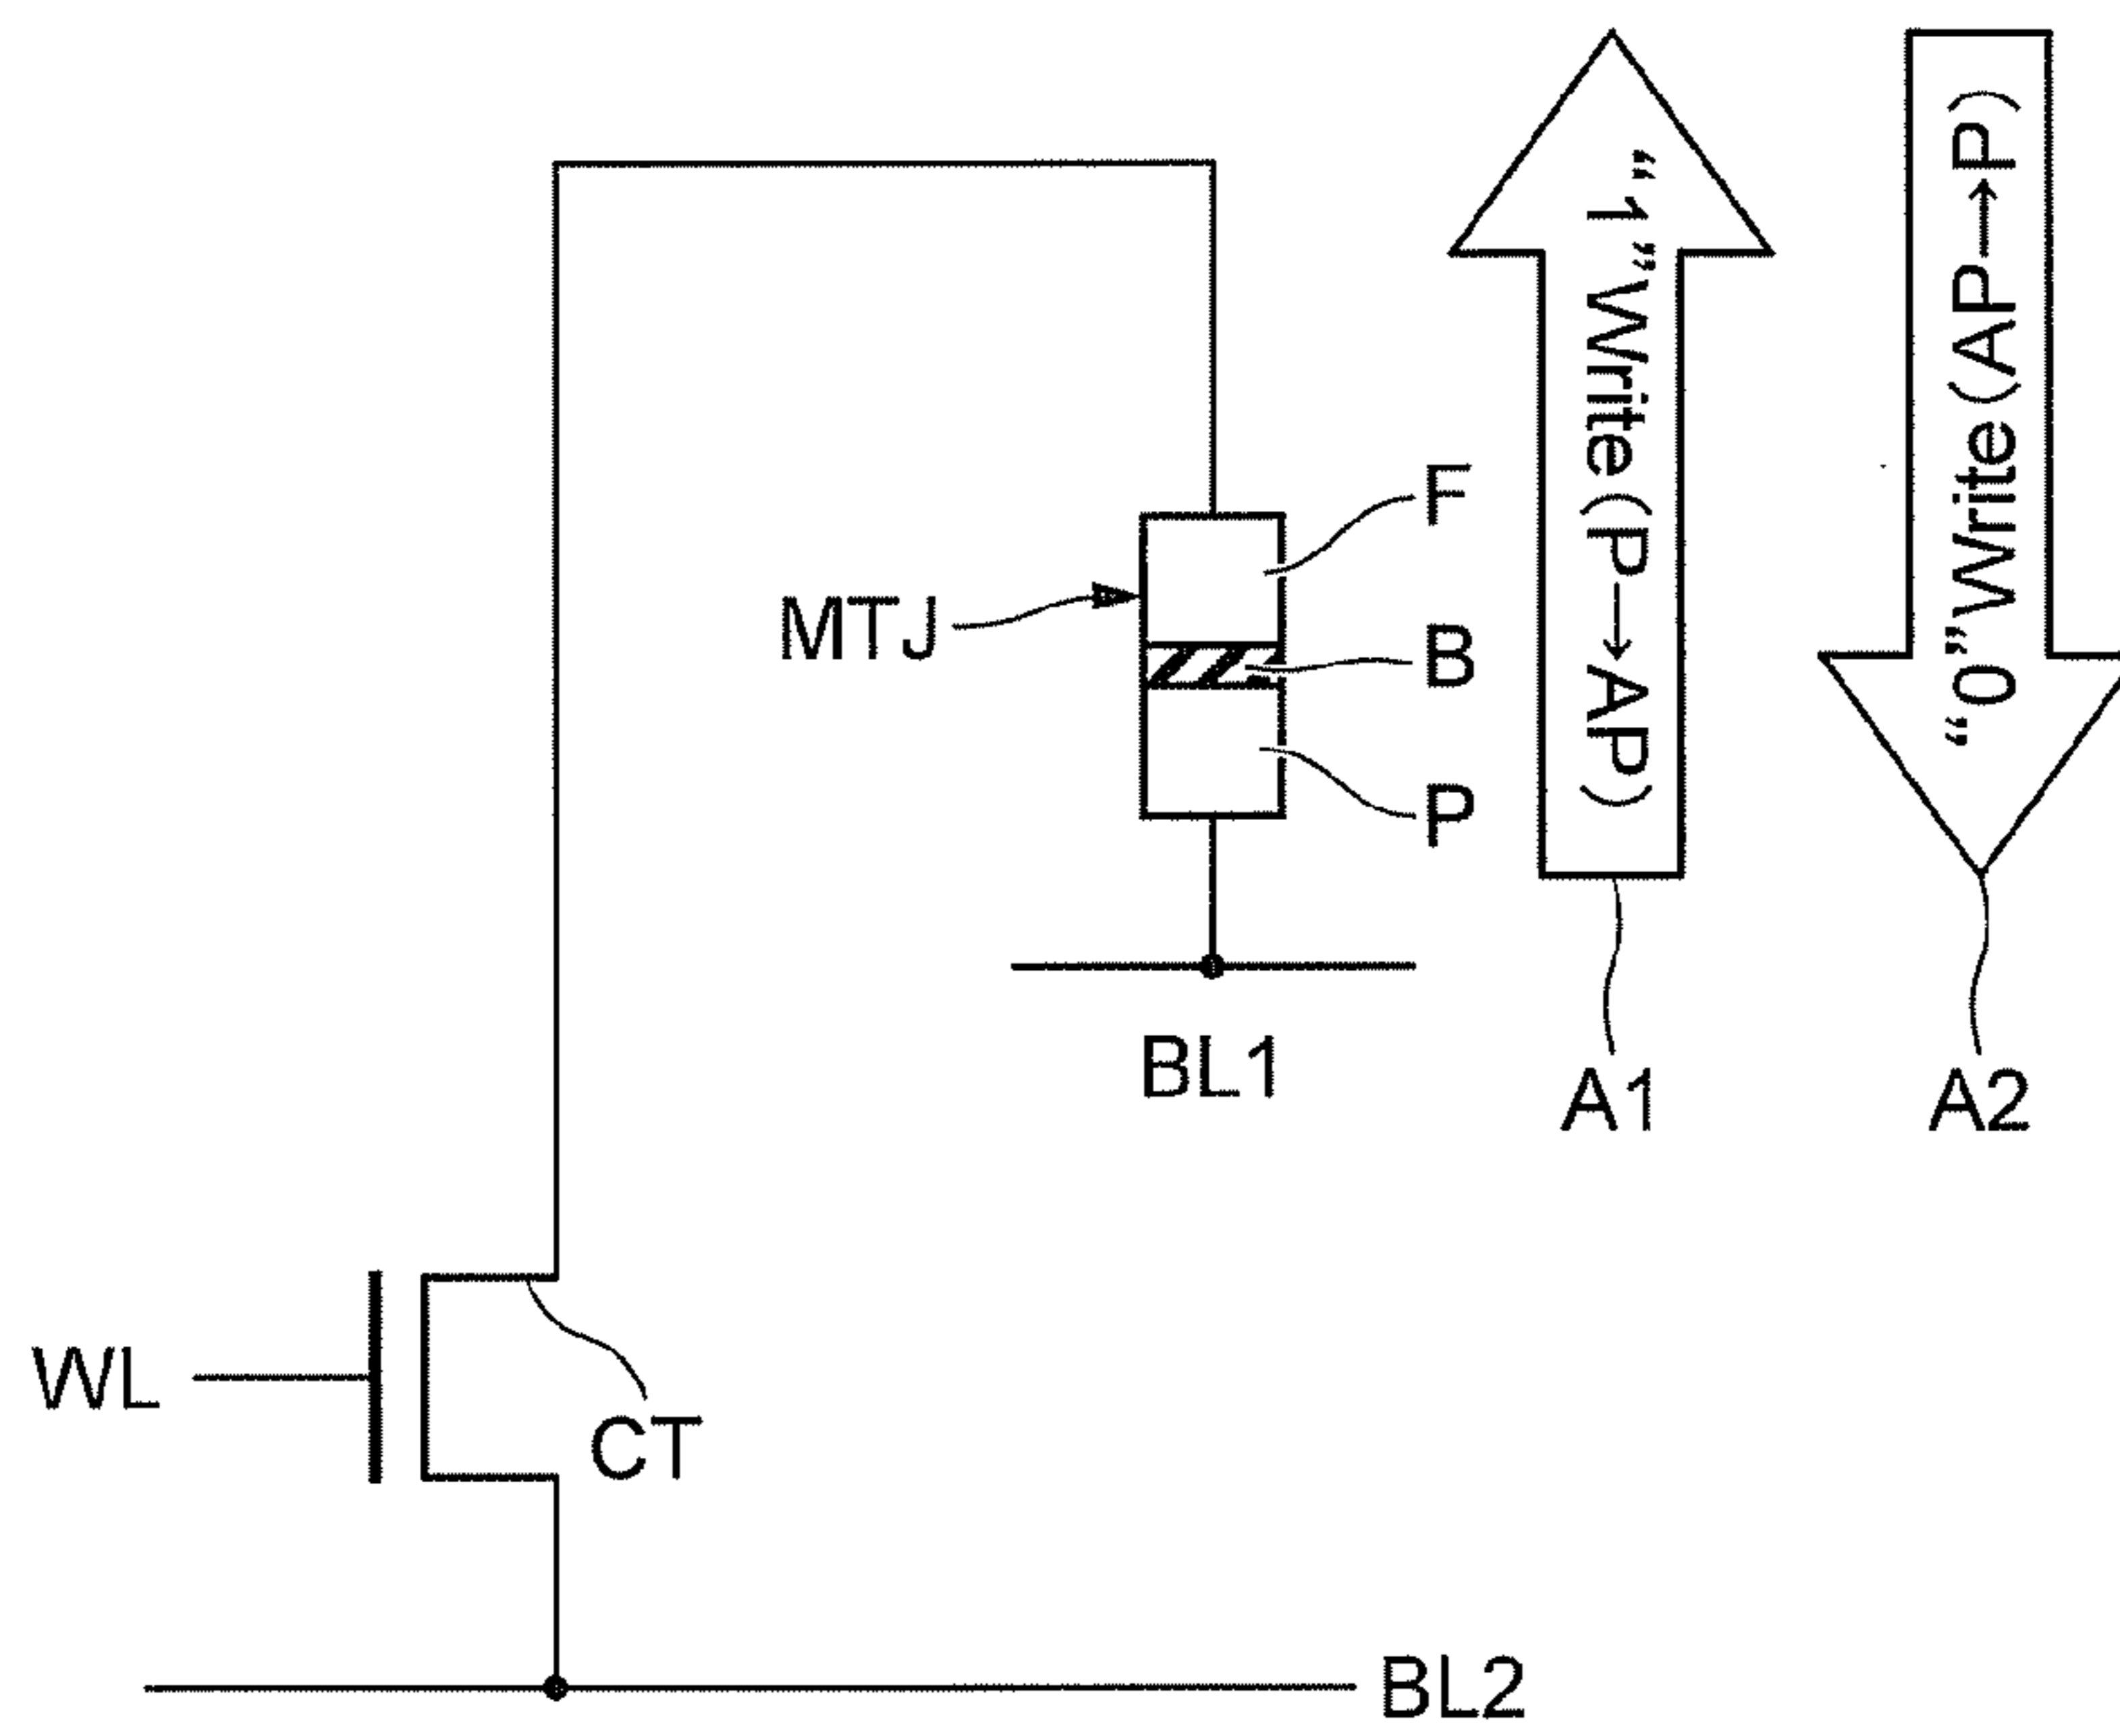 “1”Write(P→AP)
“0”Write(AP→P)
F
MTJ
B
P
BL1
A1
A2
WL
CT
BL2